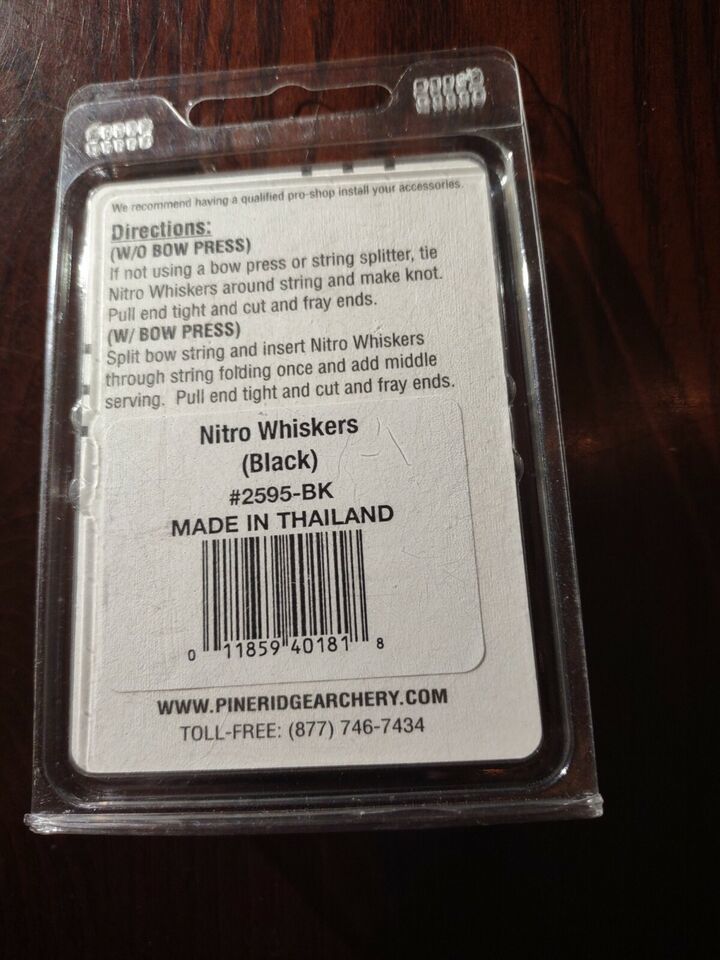 We recommend having a qualified pro-shop install your accessories.
Directions:
(W/O BOW PRESS)
If not using a bow press or string splitter, tie
Nitro Whiskers around string and make knot.
Pull end tight and cut and fray ends.
(W/ BOW PRESS)
Split bow string and insert Nitro Whiskers
through string folding once and add middle
serving. Pull end tight and cut and fray ends.
Nitro Whiskers
(Black)
#2595-BK
MADE IN THAILAND
0 11859 40181 8
WWW.PINERIDGEARCHERY.COM
TOLL-FREE: (877) 746-7434